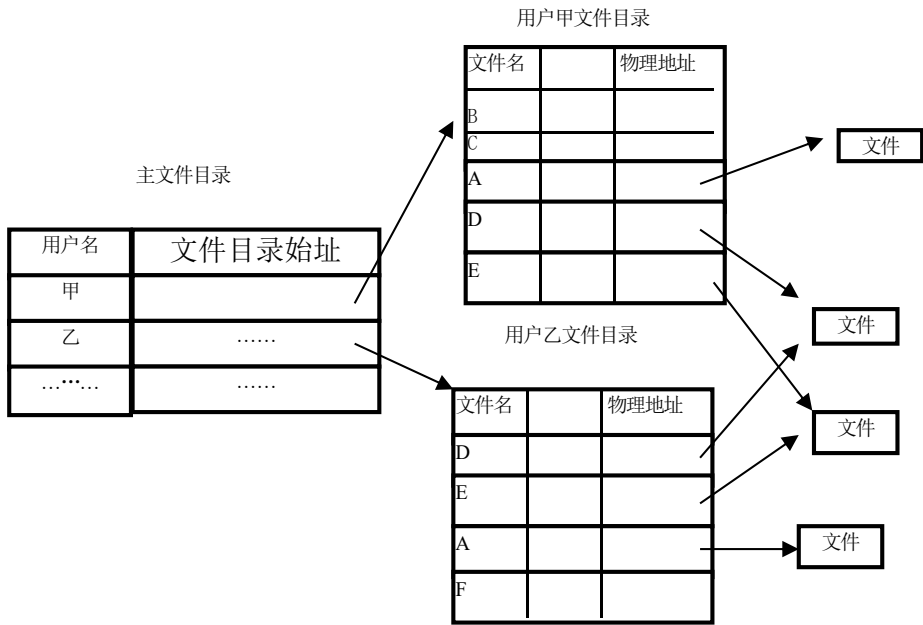 用户甲文件目录
文件名 物理地址
B
C
A
D
E
文件
文件
文件
文件
主文件目录
用户名 文件目录始址
甲
乙 ……
…•••… ……
用户乙文件目录
文件名 物理地址
D
E
A
F